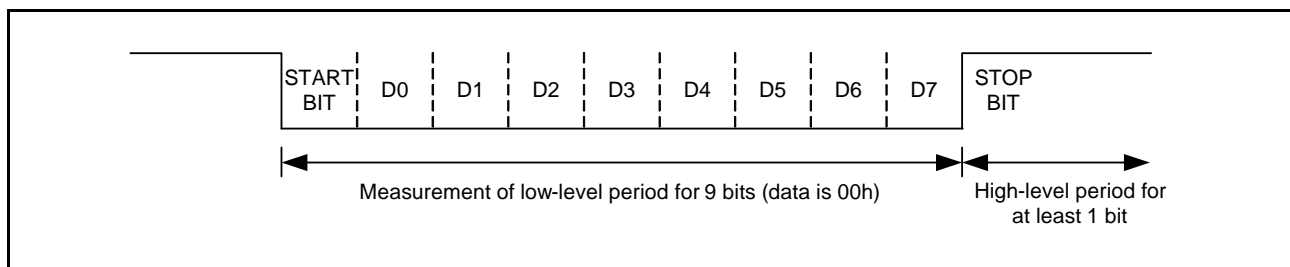 START
BIT
D0
D1
D2
D3
D4
D5
D6
D7
STOP
BIT
Measurement of low-level period for 9 bits (data is 00h)
High-level period for
at least 1 bit